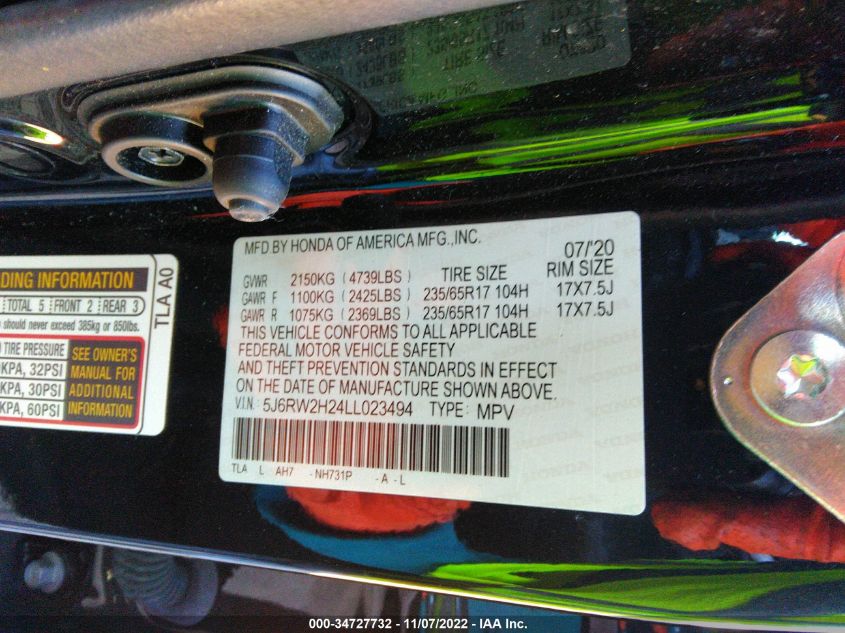 MFD.BY HONDA OF AMERICA MFG.,INC. 07/'20
GVWR 2150KG (4739LBS) TIRE SIZE RIM SIZE
GAWR F 1100KG (2425LBS) 235/65R17 104H 17X7.5J
GAWR R 1075KG (2369LBS) 235/65R17 104H 17X7.5J
THIS VEHICLE CONFORMS TO ALL APPLICABLE
FEDERAL MOTOR VEHICLE SAFETY
AND THEFT PREVENTION STANDARDS IN EFFECT
ON THE DATE OF MANUFACTURE SHOWN ABOVE.
V.I.N: 5J6RW2H24LL023494 TYPE: MPV
TLA L AH7 - NH731P - A - L
INFORMATION
TOTAL 5 FRONT 2 REAR 3
should never exceed 385kg or 850lbs.
TIRE PRESSURE
KPA, 32PSI
KPA, 30PSI
KPA, 60PSI
SEE OWNER'S
MANUAL FOR
ADDITIONAL
INFORMATION
TLA A0
000-34727732 - 11/07/2022 - IAA Inc.